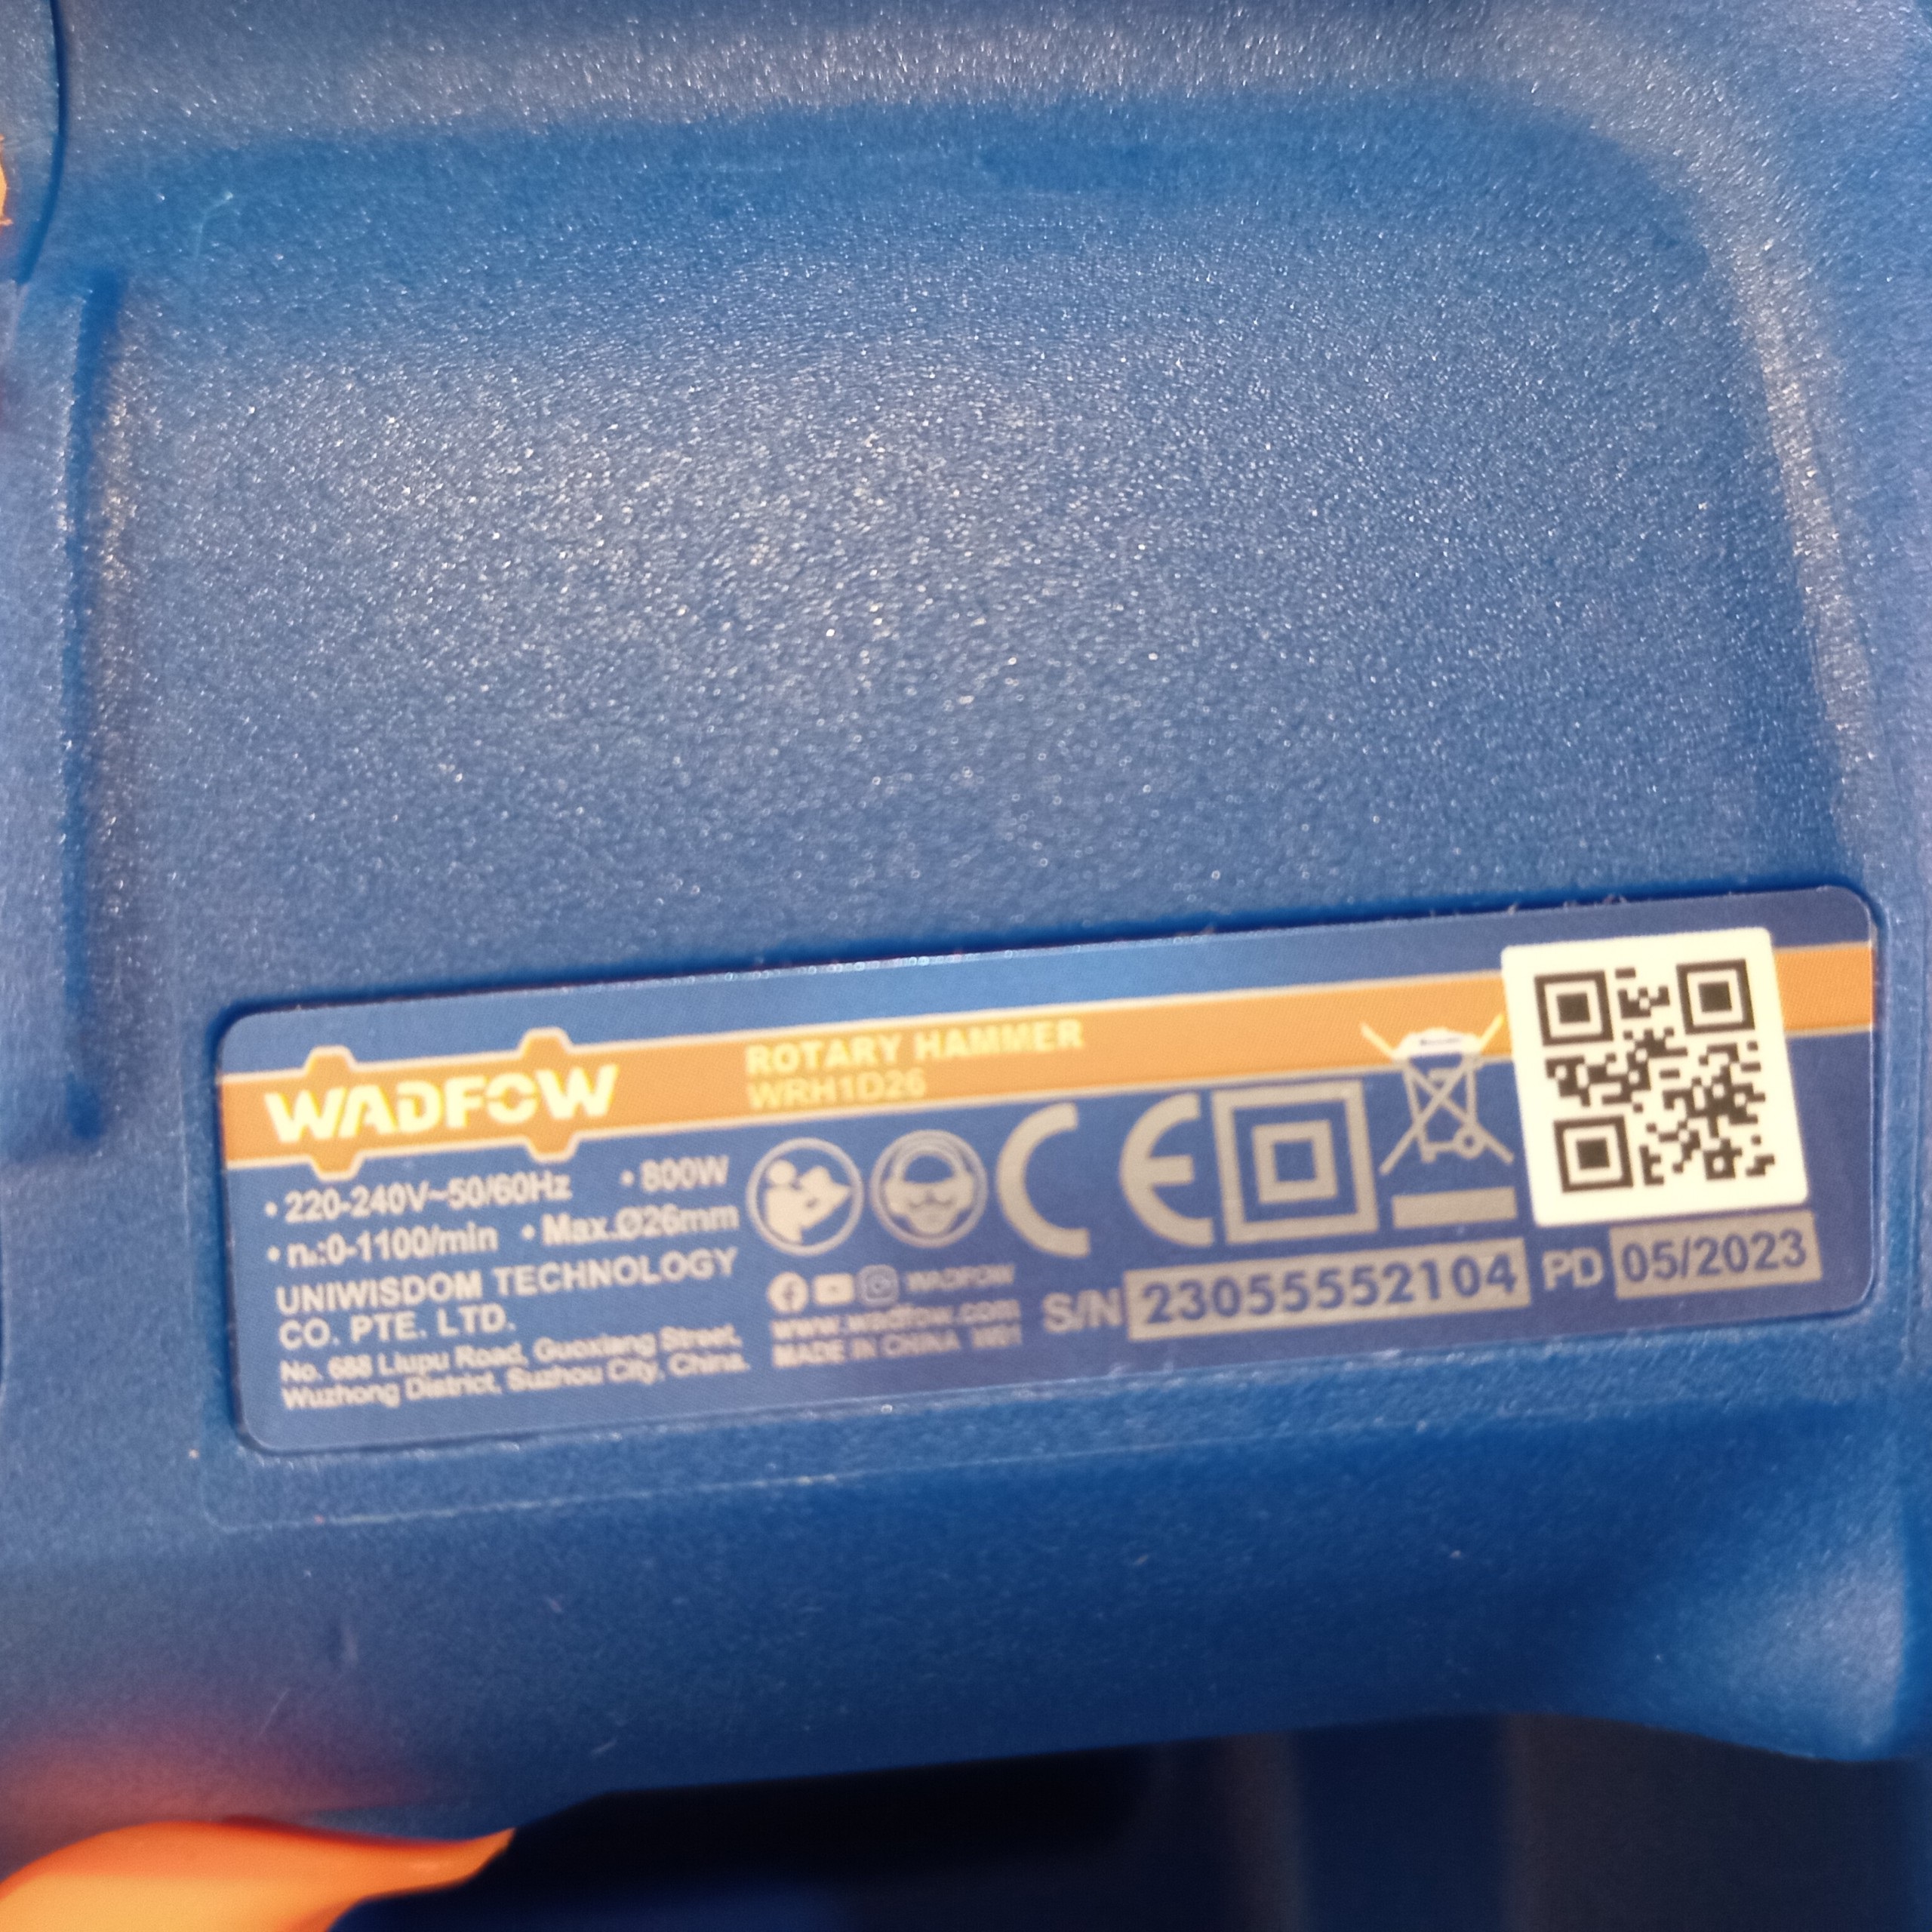 WADFOW
ROTARY HAMMER
WRH1D26
• 220-240V~50/60Hz • 800W
• n₀:0-1100/min • Max.Ø26mm
UNIWISDOM TECHNOLOGY
CO. PTE. LTD.
No. 688 Liupu Road, Guoxiang Street,
Wuzhong District, Suzhou City, China.
CE
WADFOW
www.wadfow.com
MADE IN CHINA W01
S/N 23055552104 PD 05/2023